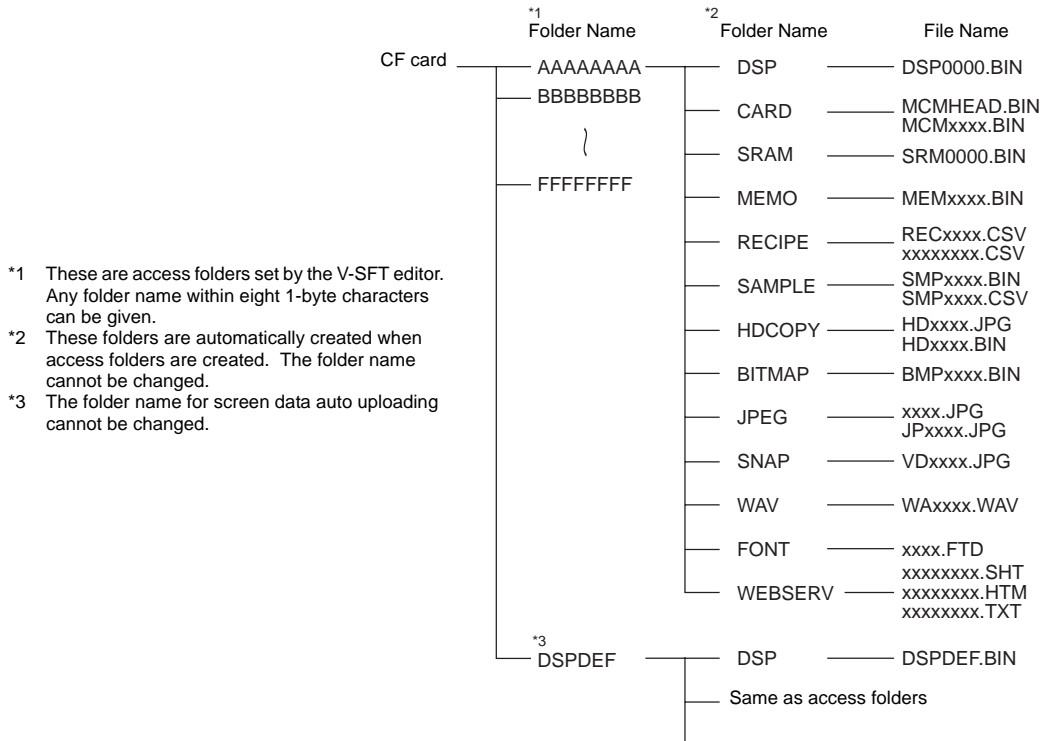 *1
Folder Name
*2
Folder Name
File Name
CF card
AAAAAAAA
DSP
DSP0000.BIN
BBBBBBBB
CARD
MCMHEAD.BIN
MCMxxxx.BIN
SRAM
SRM0000.BIN
FFFFFFFF
MEMO
MEMxxxx.BIN
RECIPE
RECxxxx.CSV
xxxxxxxx.CSV
SAMPLE
SMPxxxx.BIN
SMPxxxx.CSV
HDCOPY
HDxxxx.JPG
HDxxxx.BIN
BITMAP
BMPxxxx.BIN
JPEG
xxxx.JPG
JPxxxx.JPG
SNAP
VDxxxx.JPG
WAV
WAxxxx.WAV
FONT
xxxx.FTD
WEBSERV
xxxxxxxx.SHT
xxxxxxxx.HTM
xxxxxxxx.TXT
*3
DSPDEF
DSP
DSPDEF.BIN
Same as access folders
*1 These are access folders set by the V-SFT editor.
Any folder name within eight 1-byte characters
can be given.
*2 These folders are automatically created when
access folders are created. The folder name
cannot be changed.
*3 The folder name for screen data auto uploading
cannot be changed.